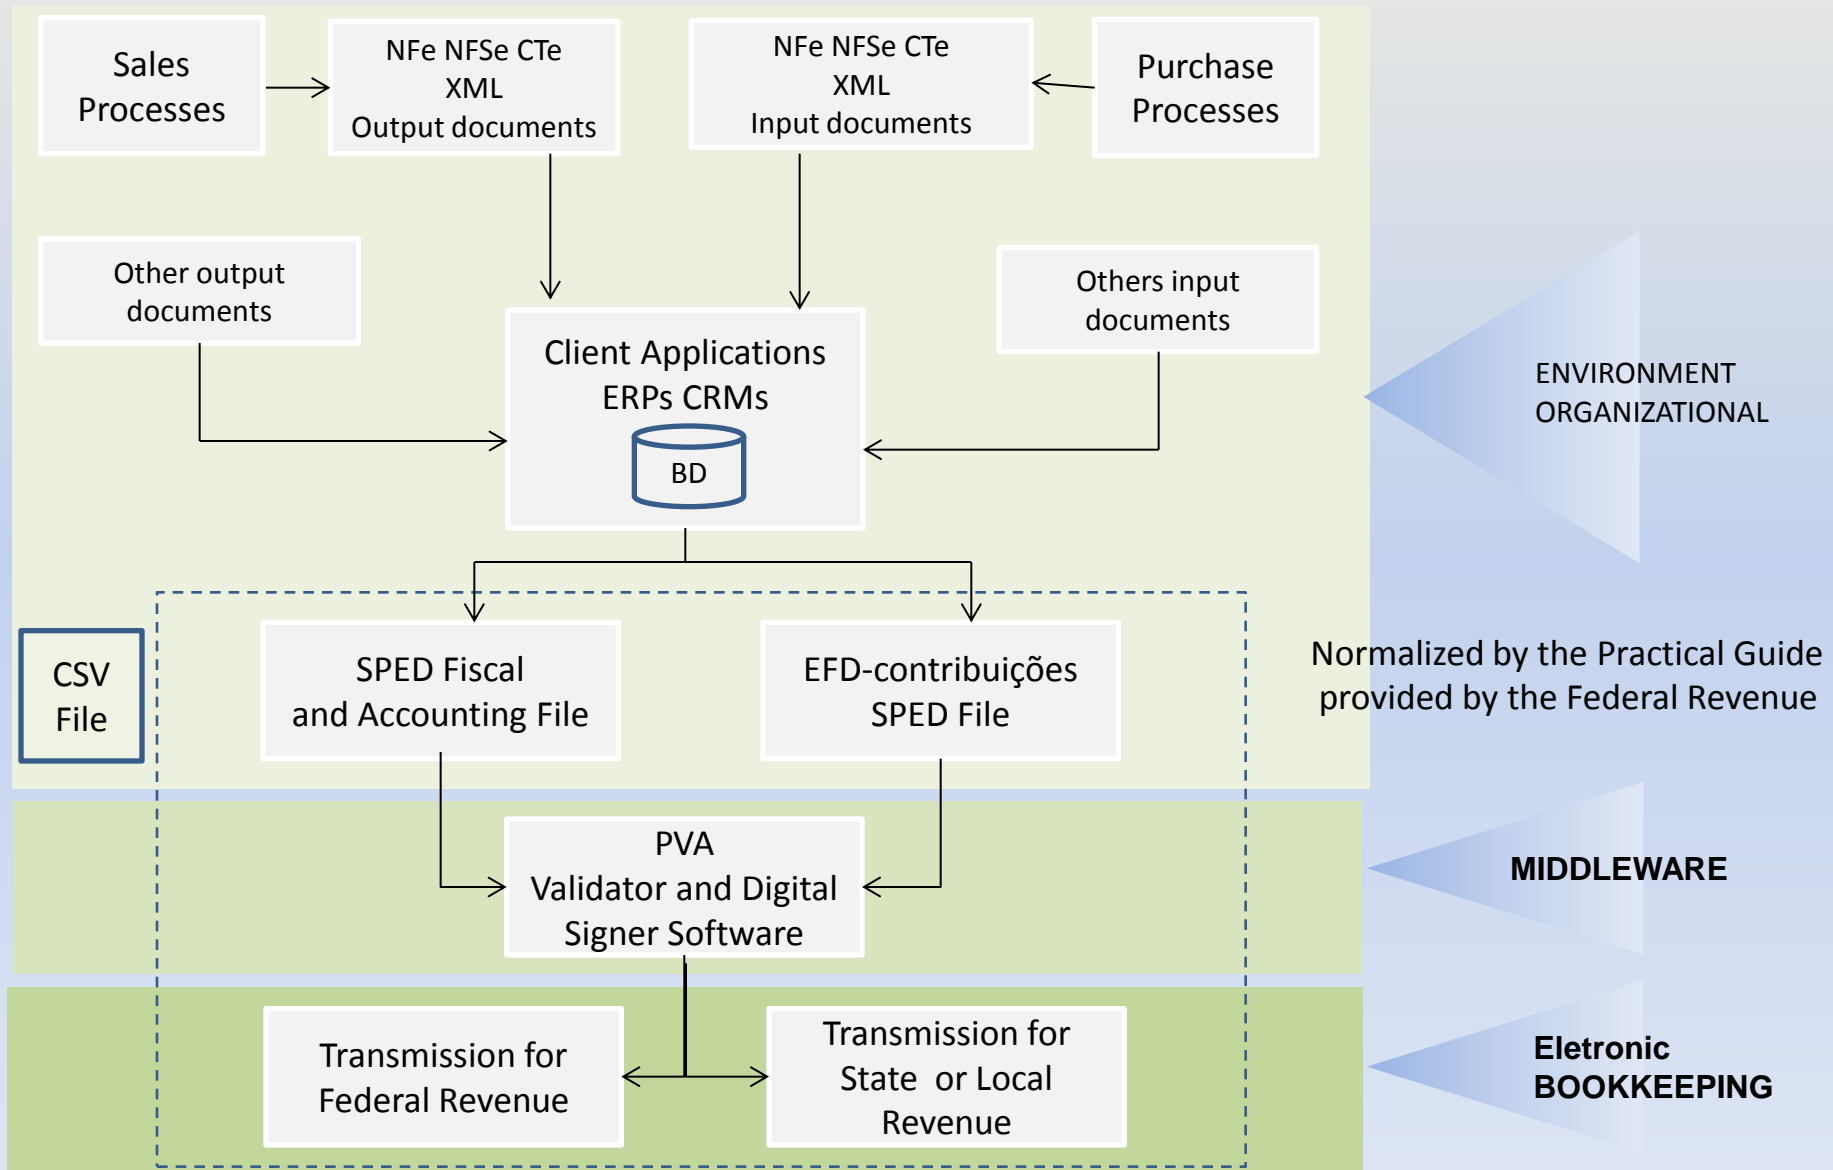 Sales
Processes
NFe NFSe CTe
XML
Output documents
NFe NFSe CTe
XML
Input documents
Purchase
Processes
Other output
documents
Others input
documents
Client Applications
ERPs CRMs
BD
ENVIRONMENT
ORGANIZATIONAL
CSV
File
SPED Fiscal
and Accounting File
EFD-contribuições
SPED File
Normalized by the Practical Guide
provided by the Federal Revenue
PVA
Validator and Digital
Signer Software
MIDDLEWARE
Transmission for
Federal Revenue
Transmission for
State or Local
Revenue
Eletronic
BOOKKEEPING